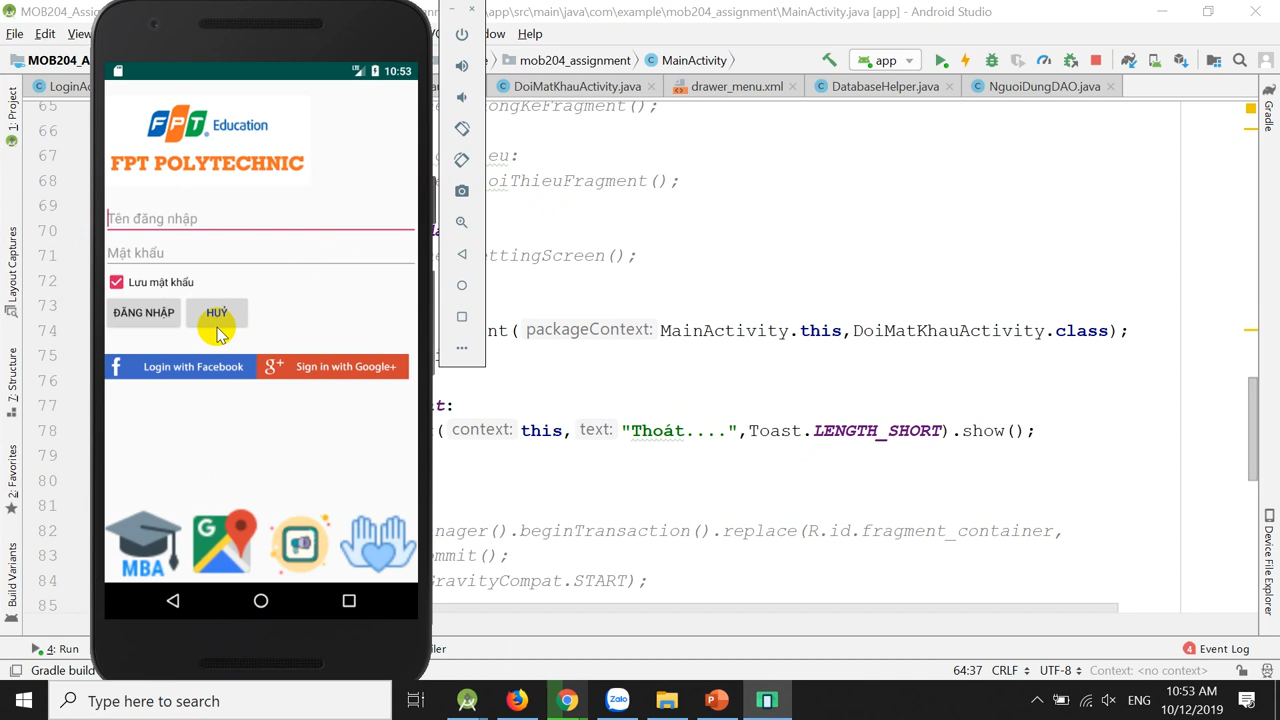 MOB204_A
app\src\main\java\com\example\mob204_assignment\MainActivity.java [app] - Android Studio
File Edit Help
MOB204_ mob204_assignment MainActivity app
DoiMatKhauActivity.java drawer_menu.xml DatabaseHelper.java NguoiDungDAO.java
1: Project
Layout Captures
7: Structure
2: Favorites
Build Variants
Gradle
Device File Explorer
LTE 10:53
FPT. Education
FPT POLYTECHNIC
Tên đăng nhập
Mật khẩu
Lưu mật khẩu
ĐĂNG NHẬP HUỶ
f Login with Facebook g+ Sign in with Google+
MBA G
65 ongKeFragment();
66
67 eu:
68 oiThieuFragment();
69
70
71 ttingScreen();
72
73
74 nt( packageContext: MainActivity.this,DoiMatKhauActivity.class);
75
76
77 t:
78 ( context: this, text: "Thoát....",Toast.LENGTH_SHORT).show();
79
80
81
82 nager().beginTransaction().replace(R.id.fragment_container,
83 mmit();
84 GravityCompat.START);
85
4: Run 4 Event Log
Gradle build 64:37 CRLF UTF-8 Context: <no context>
Type here to search Zalo ENG 10:53 AM
10/12/2019